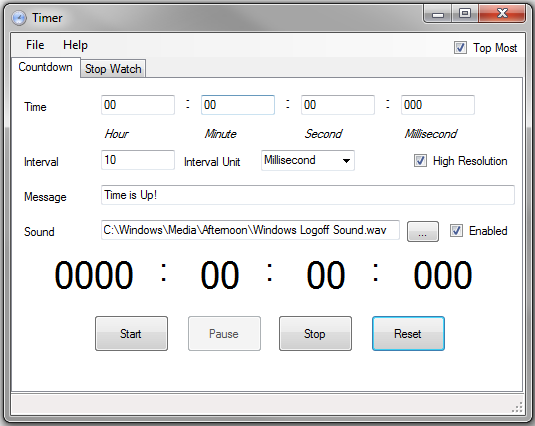 Timer
File Help
Top Most
Countdown Stop Watch
Time 00 : 00 : 00 : 000
Hour Minute Second Millisecond
Interval 10 Interval Unit Millisecond High Resolution
Message Time is Up!
Sound C:\Windows\Media\Afternoon\Windows Logoff Sound.wav ... Enabled
0000 : 00 : 00 : 000
Start Pause Stop Reset